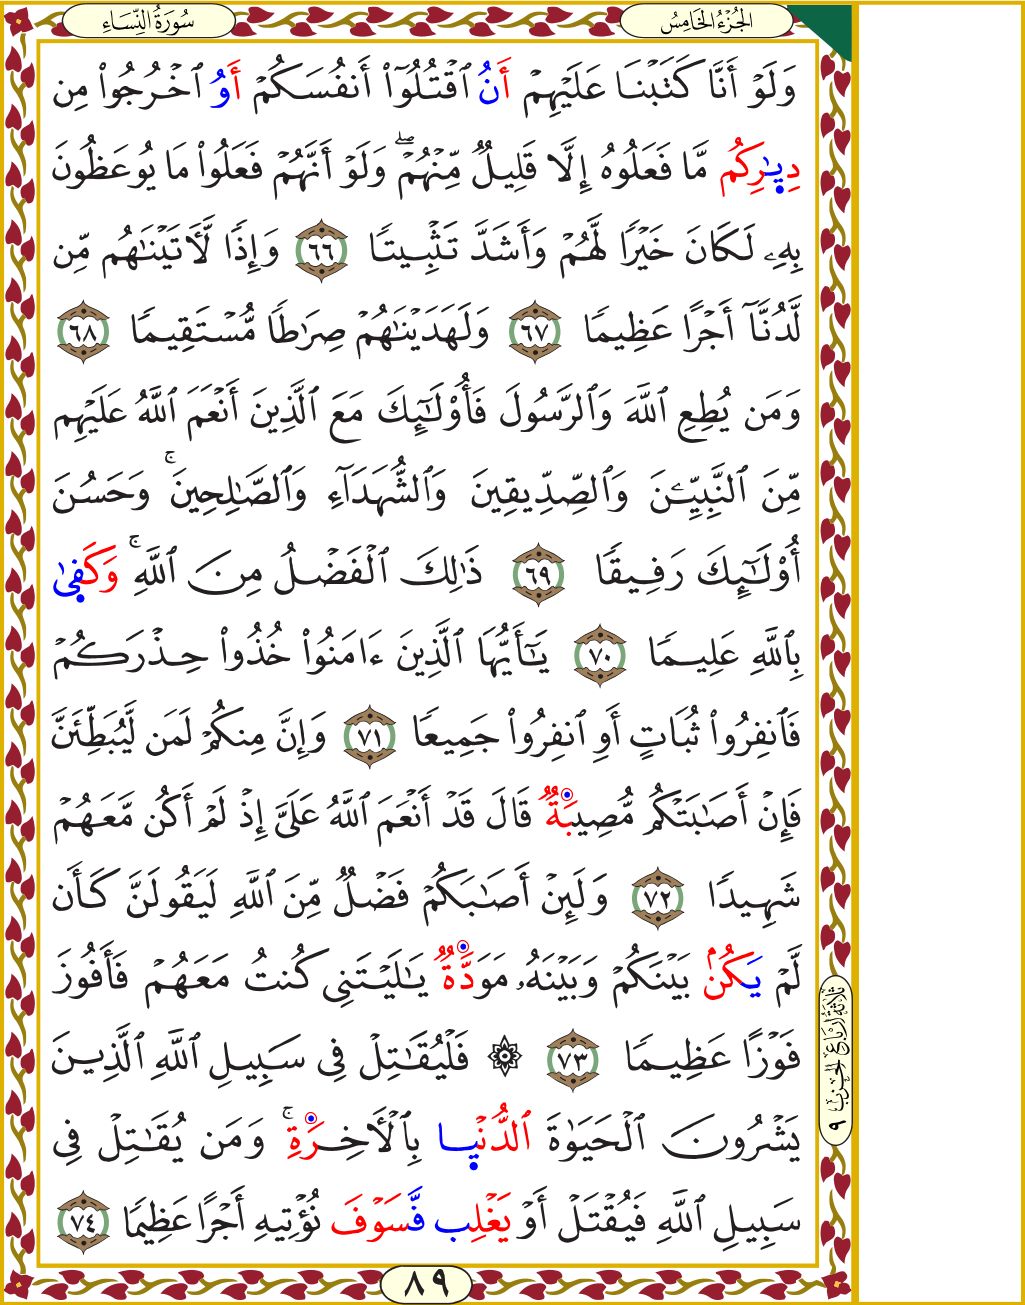 سُورَةُ النِّسَاءِ
الجُزْءُ الخَامِسُ
وَلَوۡ أَنَّا كَتَبۡنَا عَلَيۡهِمۡ أَنُ ٱقۡتُلُوٓاْ أَنفُسَكُمۡ أَوُ ٱخۡرُجُواْ مِن
دِيٰرِكُم مَّا فَعَلُوهُ إِلَّا قَلِيلٞ مِّنۡهُمۡۖ وَلَوۡ أَنَّهُمۡ فَعَلُواْ مَا يُوعَظُونَ
بِهِۦ لَكَانَ خَيۡرٗا لَّهُمۡ وَأَشَدَّ تَثۡبِيتٗا ٦٦ وَإِذٗا لَّأٓتَيۡنَٰهُم مِّن
لَّدُنَّآ أَجۡرًا عَظِيمٗا ٦٧ وَلَهَدَيۡنَٰهُمۡ صِرَٰطٗا مُّسۡتَقِيمٗا ٦٨
وَمَن يُطِعِ ٱللَّهَ وَٱلرَّسُولَ فَأُوْلَٰٓئِكَ مَعَ ٱلَّذِينَ أَنۡعَمَ ٱللَّهُ عَلَيۡهِم
مِّنَ ٱلنَّبِيِّـۧنَ وَٱلصِّدِّيقِينَ وَٱلشُّهَدَآءِ وَٱلصَّٰلِحِينَۚ وَحَسُنَ
أُوْلَٰٓئِكَ رَفِيقٗا ٦٩ ذَٰلِكَ ٱلۡفَضۡلُ مِنَ ٱللَّهِۚ وَكَفِىٰ
بِٱللَّهِ عَلِيمٗا ٧٠ يَٰٓأَيُّهَا ٱلَّذِينَ ءَامَنُواْ خُذُواْ حِذۡرَكُمۡ
فَٱنفِرُواْ ثُبَاتٍ أَوِ ٱنفِرُواْ جَمِيعٗا ٧١ وَإِنَّ مِنكُمۡ لَمَن لَّيُبَطِّئَنَّ
فَإِنۡ أَصَٰبَتۡكُم مُّصِيبَةٞ قَالَ قَدۡ أَنۡعَمَ ٱللَّهُ عَلَيَّ إِذۡ لَمۡ أَكُن مَّعَهُمۡ
شَهِيدٗا ٧٢ وَلَئِنۡ أَصَٰبَكُمۡ فَضۡلٞ مِّنَ ٱللَّهِ لَيَقُولَنَّ كَأَن
لَّمۡ يَكُنۢ بَيۡنَكُمۡ وَبَيۡنَهُۥ مَوَدَّةٞ يَٰلَيۡتَنِي كُنتُ مَعَهُمۡ فَأَفُوزَ
فَوۡزًا عَظِيمٗا ٧٣ ۞ فَلۡيُقَٰتِلۡ فِي سَبِيلِ ٱللَّهِ ٱلَّذِينَ
يَشۡرُونَ ٱلۡحَيَوٰةَ ٱلدُّنۡيٜا بِٱلۡأٓخِرَةِۚ وَمَن يُقَٰتِلۡ فِي
سَبِيلِ ٱللَّهِ فَيُقۡتَلۡ أَوۡ يَغۡلِب فَّسَوۡفَ نُؤۡتِيهِ أَجۡرًا عَظِيمٗا ٧٤
ثَلَاثَةُ أَرْبَاعِ الحِزْبِ ٩
٨٩